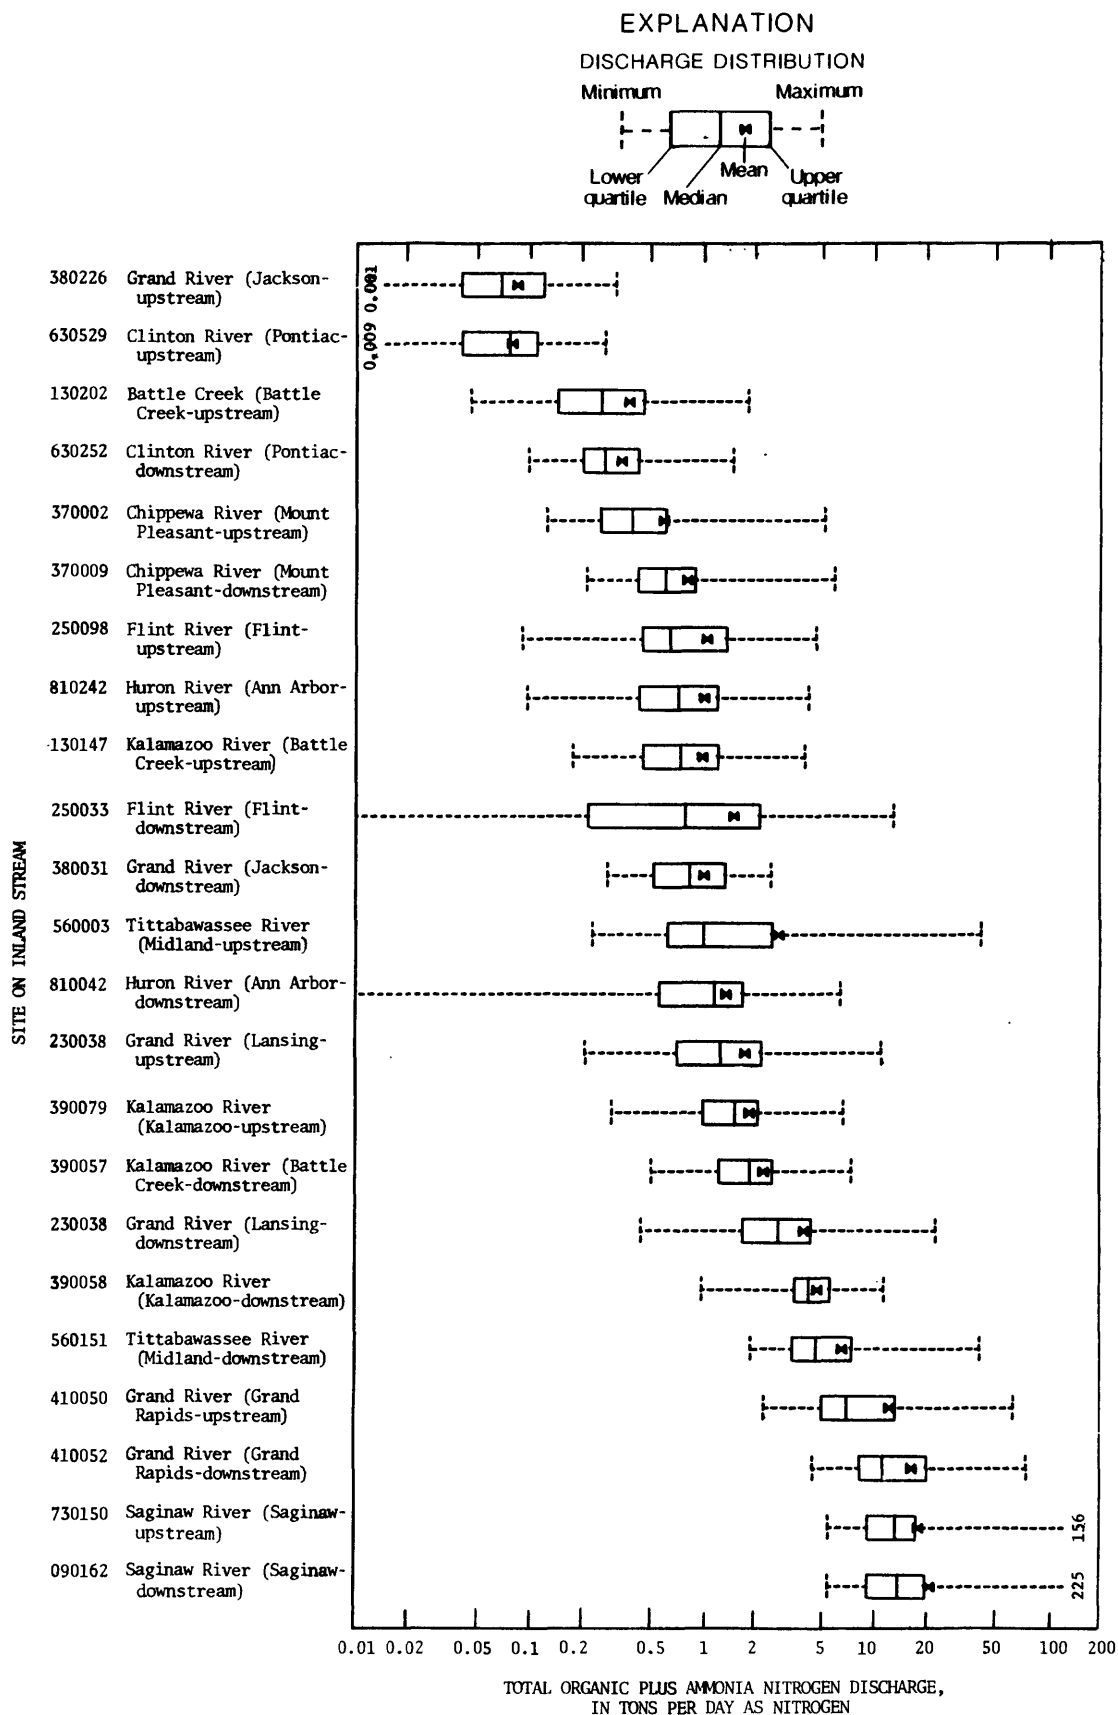 EXPLANATION
DISCHARGE DISTRIBUTION
Minimum Maximum
Mean
Lower Upper
quartile Median quartile
380226 Grand River (Jackson-
upstream)
0.001
630529 Clinton River (Pontiac-
upstream)
0.009
130202 Battle Creek (Battle
Creek-upstream)
630252 Clinton River (Pontiac-
downstream)
370002 Chippewa River (Mount
Pleasant-upstream)
370009 Chippewa River (Mount
Pleasant-downstream)
250098 Flint River (Flint-
upstream)
810242 Huron River (Ann Arbor-
upstream)
130147 Kalamazoo River (Battle
Creek-upstream)
250033 Flint River (Flint-
downstream)
380031 Grand River (Jackson-
downstream)
560003 Tittabawassee River
(Midland-upstream)
810042 Huron River (Ann Arbor-
downstream)
230038 Grand River (Lansing-
upstream)
390079 Kalamazoo River
(Kalamazoo-upstream)
390057 Kalamazoo River (Battle
Creek-downstream)
230038 Grand River (Lansing-
downstream)
390058 Kalamazoo River
(Kalamazoo-downstream)
560151 Tittabawassee River
(Midland-downstream)
410050 Grand River (Grand
Rapids-upstream)
410052 Grand River (Grand
Rapids-downstream)
730150 Saginaw River (Saginaw-
upstream)
156
090162 Saginaw River (Saginaw-
downstream)
225
SITE ON INLAND STREAM
0.01 0.02 0.05 0.1 0.2 0.5 1 2 5 10 20 50 100 200
TOTAL ORGANIC PLUS AMMONIA NITROGEN DISCHARGE,
IN TONS PER DAY AS NITROGEN